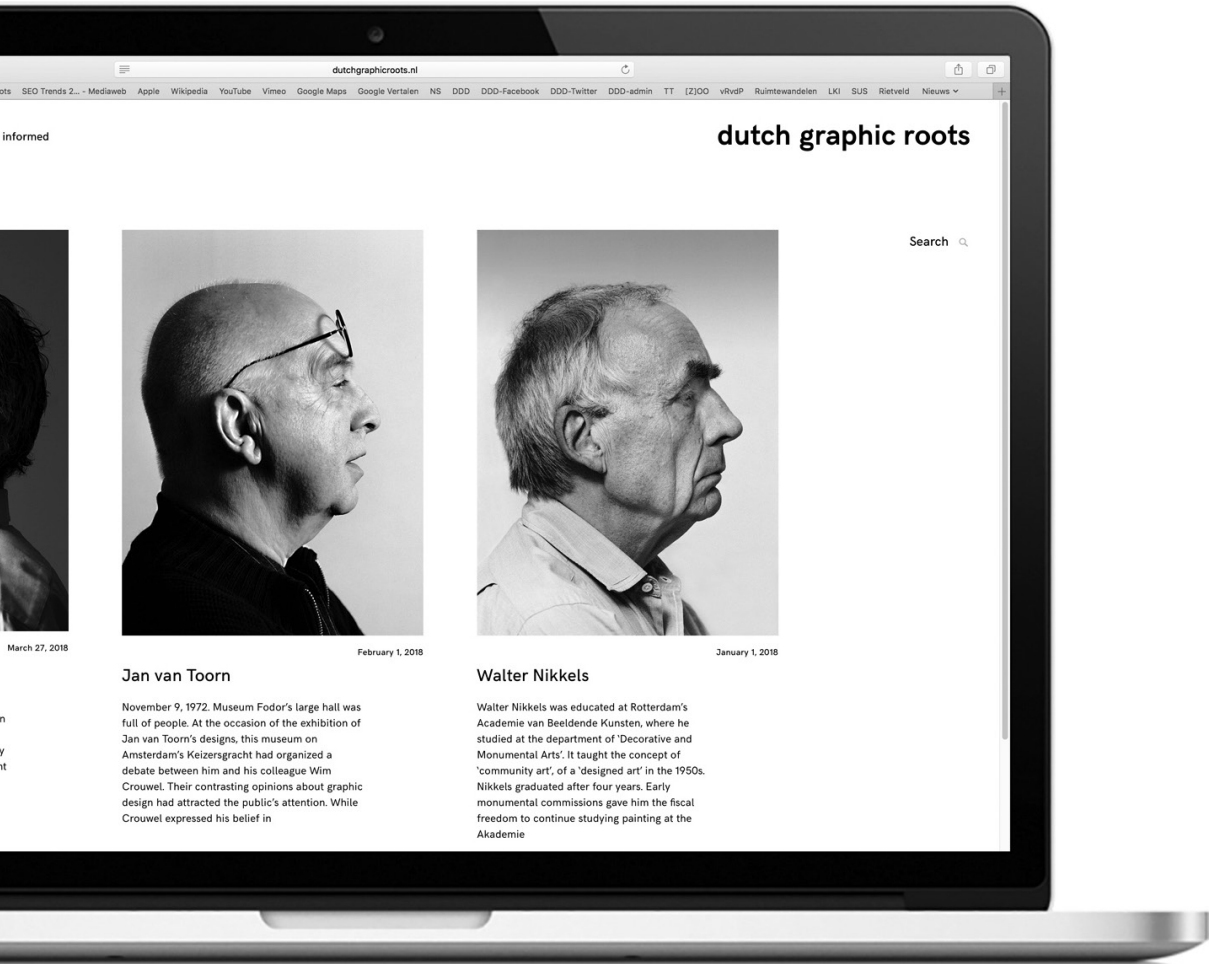 dutchgraphicroots.nl
ots SEO Trends 2... - Mediaweb Apple Wikipedia YouTube Vimeo Google Maps Google Vertalen NS DDD DDD-Facebook DDD-Twitter DDD-admin TT [Z]OO vRvdP Ruimtewandelen LKI SUS Rietveld Nieuws
informed
dutch graphic roots
Search
March 27, 2018
n
y
nt
February 1, 2018
Jan van Toorn
November 9, 1972. Museum Fodor's large hall was
full of people. At the occasion of the exhibition of
Jan van Toorn's designs, this museum on
Amsterdam's Keizersgracht had organized a
debate between him and his colleague Wim
Crouwel. Their contrasting opinions about graphic
design had attracted the public's attention. While
Crouwel expressed his belief in
January 1, 2018
Walter Nikkels
Walter Nikkels was educated at Rotterdam's
Academie van Beeldende Kunsten, where he
studied at the department of 'Decorative and
Monumental Arts'. It taught the concept of
'community art', of a 'designed art' in the 1950s.
Nikkels graduated after four years. Early
monumental commissions gave him the fiscal
freedom to continue studying painting at the
Akademie